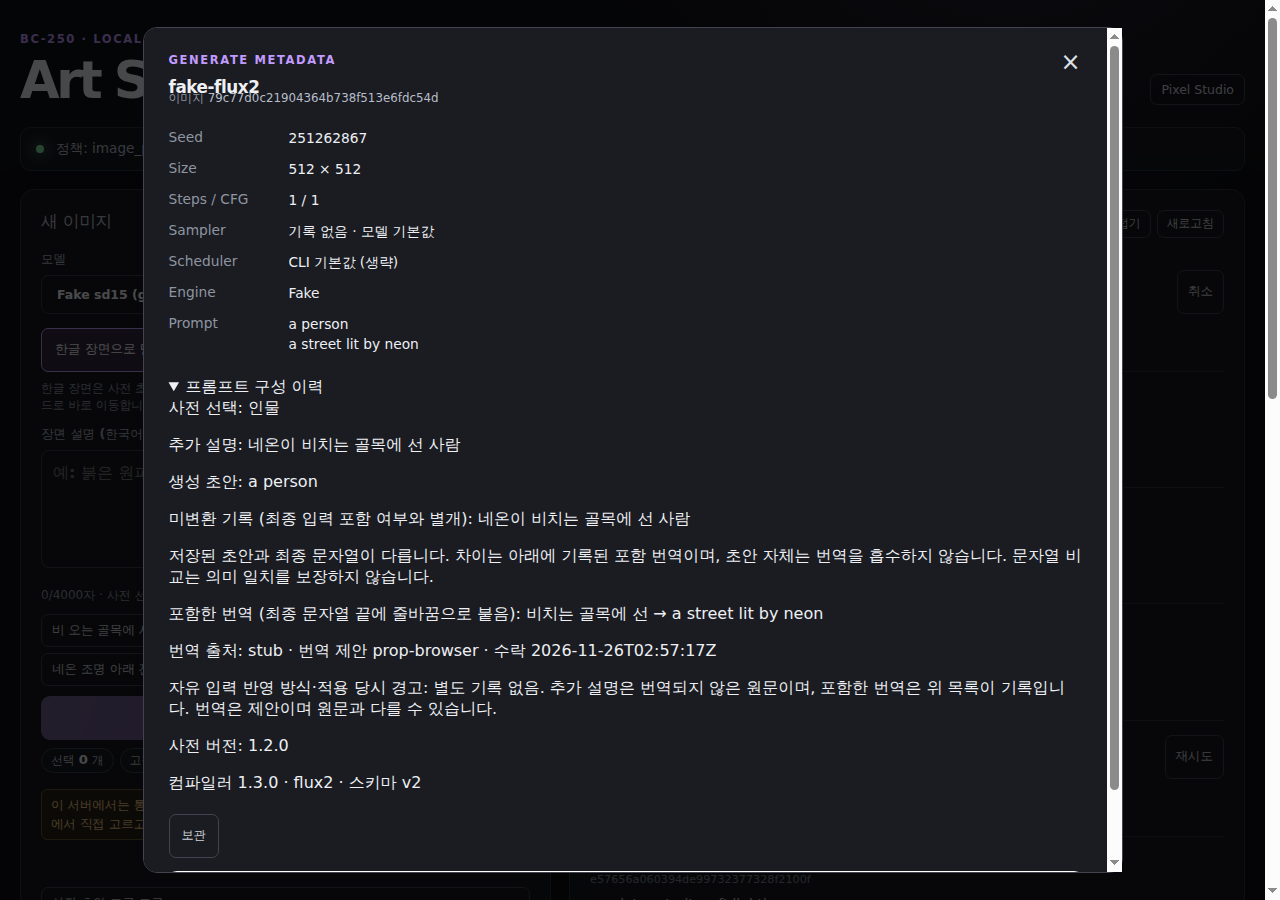 BC-250 · LOCAL
Art S
Pixel Studio
정책: image_
새 이미지
접기
새로고침
모델
Fake sd15 (g
취소
한글 장면으로
한글 장면은 사전 초
드로 바로 이동합니
장면 설명 (한국어
예: 붉은 원피
0/4000자 · 사전 선
비 오는 골목에 서
네온 조명 아래 전
선택 0 개
고
재시도
이 서버에서는 통
에서 직접 고르고
e57656a060394de99732377328f2100f
GENERATE METADATA
×
fake-flux2
이미지 79c77d0c21904364b738f513e6fdc54d
Seed 251262867
Size 512 × 512
Steps / CFG 1 / 1
Sampler 기록 없음 · 모델 기본값
Scheduler CLI 기본값 (생략)
Engine Fake
Prompt a person
a street lit by neon
▼ 프롬프트 구성 이력
사전 선택: 인물
추가 설명: 네온이 비치는 골목에 선 사람
생성 초안: a person
미변환 기록 (최종 입력 포함 여부와 별개): 네온이 비치는 골목에 선 사람
저장된 초안과 최종 문자열이 다릅니다. 차이는 아래에 기록된 포함 번역이며, 초안 자체는 번역을 흡수하지 않습니다. 문자열 비
교는 의미 일치를 보장하지 않습니다.
포함한 번역 (최종 문자열 끝에 줄바꿈으로 붙음): 비치는 골목에 선 → a street lit by neon
번역 출처: stub · 번역 제안 prop-browser · 수락 2026-11-26T02:57:17Z
자유 입력 반영 방식·적용 당시 경고: 별도 기록 없음. 추가 설명은 번역되지 않은 원문이며, 포함한 번역은 위 목록이 기록입니
다. 번역은 제안이며 원문과 다를 수 있습니다.
사전 버전: 1.2.0
컴파일러 1.3.0 · flux2 · 스키마 v2
보관